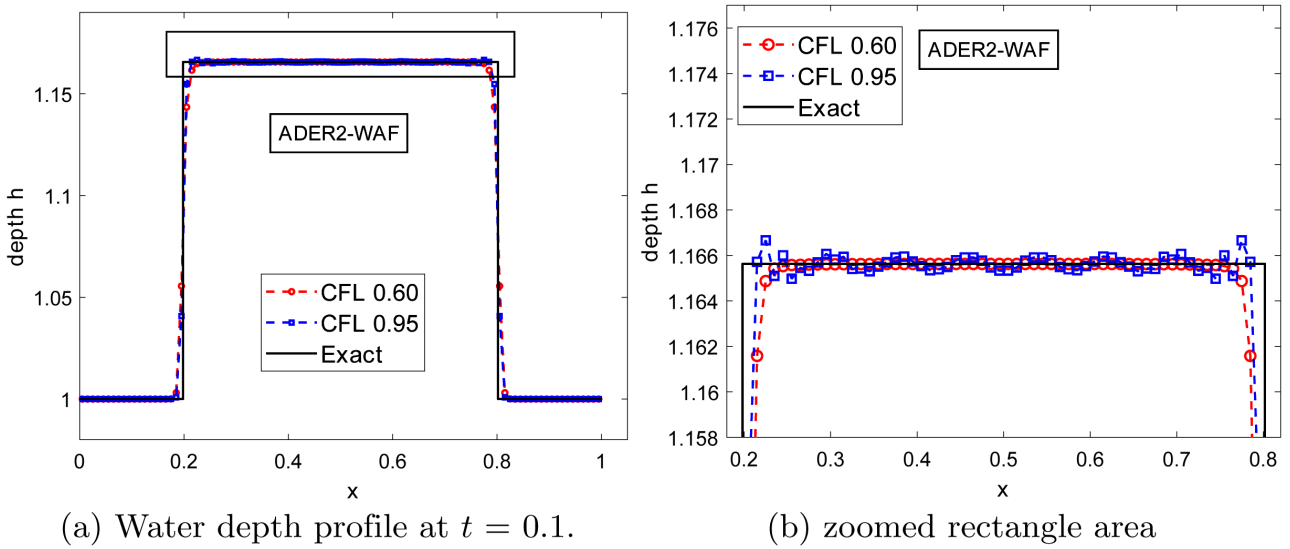 1.15
1.1
1.05
1
depth h
ADER2-WAF
CFL 0.60
CFL 0.95
Exact
0 0.2 0.4 0.6 0.8 1
x
(a) Water depth profile at t = 0.1.
1.176
1.174
1.172
1.17
1.168
1.166
1.164
1.162
1.16
1.158
depth h
CFL 0.60
CFL 0.95
Exact
ADER2-WAF
0.2 0.3 0.4 0.5 0.6 0.7 0.8
x
(b) zoomed rectangle area